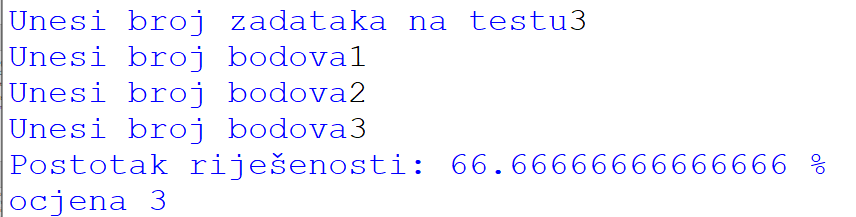 Unesi broj zadataka na testu3
Unesi broj bodova1
Unesi broj bodova2
Unesi broj bodova3
Postotak riješenosti: 66.66666666666666 %
ocjena 3